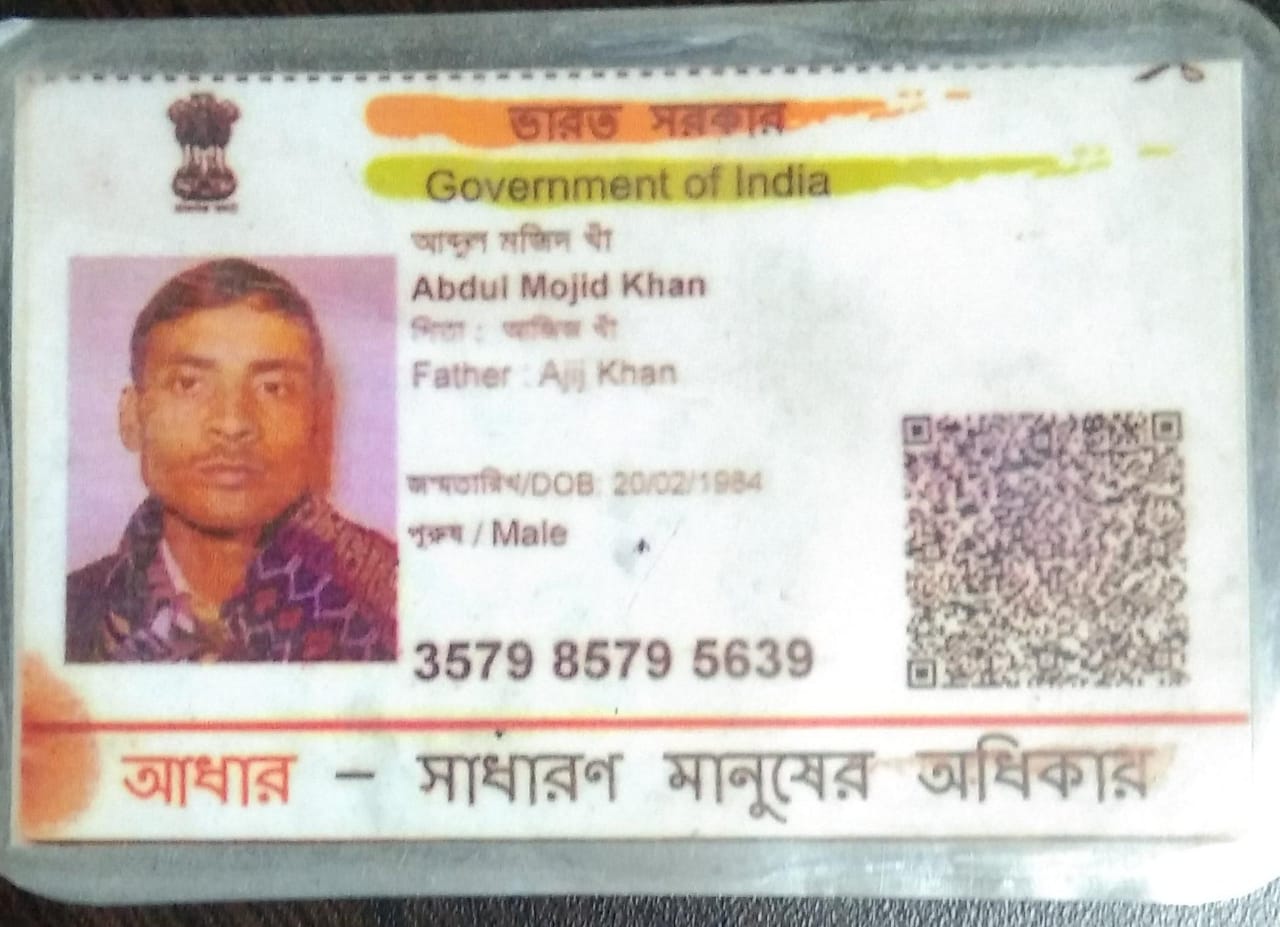 ভারত সরকার
Government of India
আব্দুল মজিদ খাঁ
Abdul Mojid Khan
পিতা : আজিজ খাঁ
Father : Ajij Khan
জন্মতারিখ/DOB: 20/02/1984
পুরুষ / Male
3579 8579 5639
আধার – সাধারণ মানুষের অধিকার